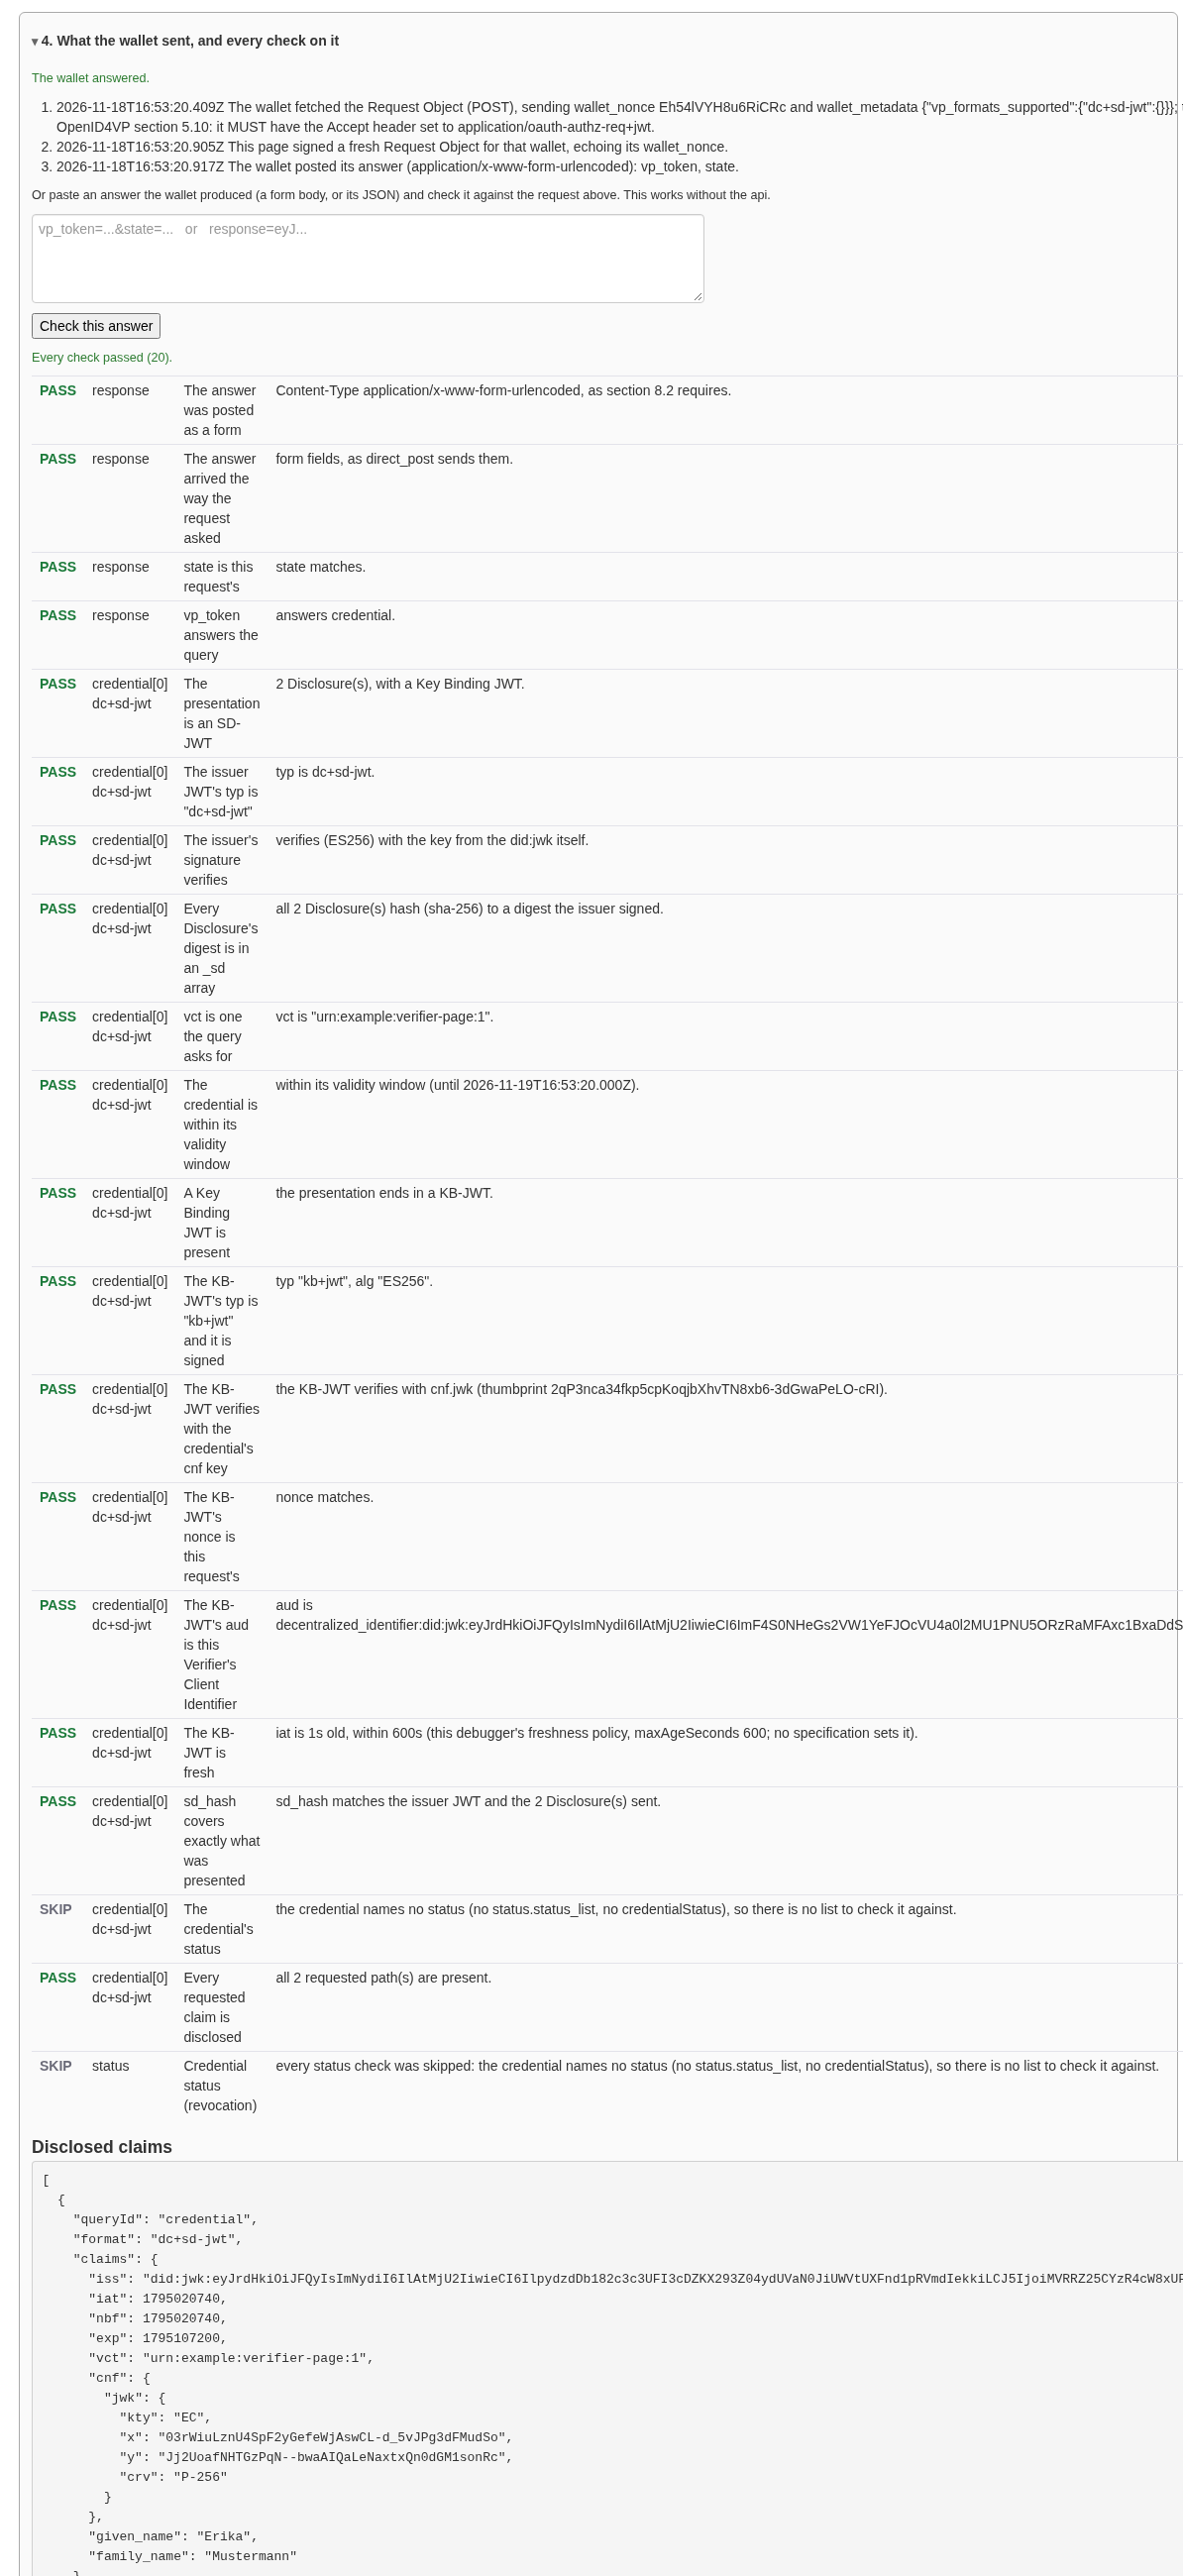 ▾ 4. What the wallet sent, and every check on it
The wallet answered.
1. 2026-11-18T16:53:20.409Z The wallet fetched the Request Object (POST), sending wallet_nonce Eh54lVYH8u6RiCRc and wallet_metadata {"vp_formats_supported":{"dc+sd-jwt":{}}};
OpenID4VP section 5.10: it MUST have the Accept header set to application/oauth-authz-req+jwt.
2. 2026-11-18T16:53:20.905Z This page signed a fresh Request Object for that wallet, echoing its wallet_nonce.
3. 2026-11-18T16:53:20.917Z The wallet posted its answer (application/x-www-form-urlencoded): vp_token, state.
Or paste an answer the wallet produced (a form body, or its JSON) and check it against the request above. This works without the api.
vp_token=...&state=... or response=eyJ...
Check this answer
Every check passed (20).
PASS response The answer Content-Type application/x-www-form-urlencoded, as section 8.2 requires.
was posted
as a form
PASS response The answer form fields, as direct_post sends them.
arrived the
way the
request
asked
PASS response state is this state matches.
request's
PASS response vp_token answers credential.
answers the
query
PASS credential[0] The 2 Disclosure(s), with a Key Binding JWT.
dc+sd-jwt presentation
is an SD-
JWT
PASS credential[0] The issuer typ is dc+sd-jwt.
dc+sd-jwt JWT's typ is
"dc+sd-jwt"
PASS credential[0] The issuer's verifies (ES256) with the key from the did:jwk itself.
dc+sd-jwt signature
verifies
PASS credential[0] Every all 2 Disclosure(s) hash (sha-256) to a digest the issuer signed.
dc+sd-jwt Disclosure's
digest is in
an _sd
array
PASS credential[0] vct is one vct is "urn:example:verifier-page:1".
dc+sd-jwt the query
asks for
PASS credential[0] The within its validity window (until 2026-11-19T16:53:20.000Z).
dc+sd-jwt credential is
within its
validity
window
PASS credential[0] A Key the presentation ends in a KB-JWT.
dc+sd-jwt Binding
JWT is
present
PASS credential[0] The KB- typ "kb+jwt", alg "ES256".
dc+sd-jwt JWT's typ is
"kb+jwt"
and it is
signed
PASS credential[0] The KB- the KB-JWT verifies with cnf.jwk (thumbprint 2qP3nca34fkp5cpKoqjbXhvTN8xb6-3dGwaPeLO-cRI).
dc+sd-jwt JWT verifies
with the
credential's
cnf key
PASS credential[0] The KB- nonce matches.
dc+sd-jwt JWT's
nonce is
this
request's
PASS credential[0] The KB- aud is
dc+sd-jwt JWT's aud decentralized_identifier:did:jwk:eyJrdHkiOiJFQyIsImNydiI6IlAtMjU2IiwieCI6ImF4S0NHeGs2VW1YeFJOcVU4a0l2MU1PNU5ORzRaMFAxc1BxaDdS
is this
Verifier's
Client
Identifier
PASS credential[0] The KB- iat is 1s old, within 600s (this debugger's freshness policy, maxAgeSeconds 600; no specification sets it).
dc+sd-jwt JWT is
fresh
PASS credential[0] sd_hash sd_hash matches the issuer JWT and the 2 Disclosure(s) sent.
dc+sd-jwt covers
exactly what
was
presented
SKIP credential[0] The the credential names no status (no status.status_list, no credentialStatus), so there is no list to check it against.
dc+sd-jwt credential's
status
PASS credential[0] Every all 2 requested path(s) are present.
dc+sd-jwt requested
claim is
disclosed
SKIP status Credential every status check was skipped: the credential names no status (no status.status_list, no credentialStatus), so there is no list to check it against.
status
(revocation)
Disclosed claims
[
{
"queryId": "credential",
"format": "dc+sd-jwt",
"claims": {
"iss": "did:jwk:eyJrdHkiOiJFQyIsImNydiI6IlAtMjU2IiwieCI6IlpydzdDb182c3c3UFI3cDZKX293Z04ydUVaN0JiUWVtUXFnd1pRVmdIekkiLCJ5IjoiMVRRZ25CYzR4cW8xUF
"iat": 1795020740,
"nbf": 1795020740,
"exp": 1795107200,
"vct": "urn:example:verifier-page:1",
"cnf": {
"jwk": {
"kty": "EC",
"x": "03rWiuLznU4SpF2yGefeWjAswCL-d_5vJPg3dFMudSo",
"y": "Jj2UoafNHTGzPqN--bwaAIQaLeNaxtxQn0dGM1sonRc",
"crv": "P-256"
}
},
"given_name": "Erika",
"family_name": "Mustermann"
}